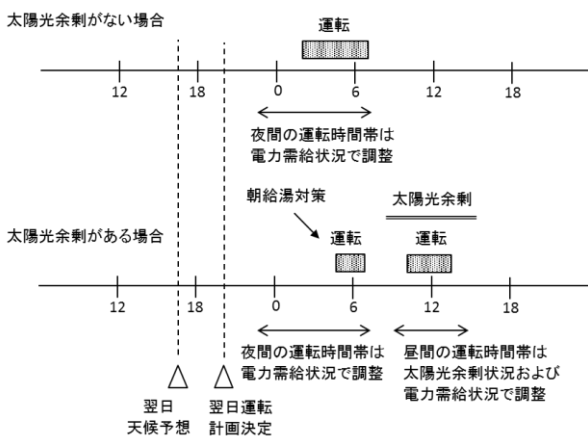 太陽光余剰がない場合
運転
12
18
0
6
12
18
夜間の運転時間帯は
電力需給状況で調整
朝給湯対策
太陽光余剰
太陽光余剰がある場合
運転
運転
12
18
0
6
12
18
夜間の運転時間帯は
電力需給状況で調整
昼間の運転時間帯は
太陽光余剰状況および
電力需給状況で調整
翌日
天候予想
翌日運転
計画決定